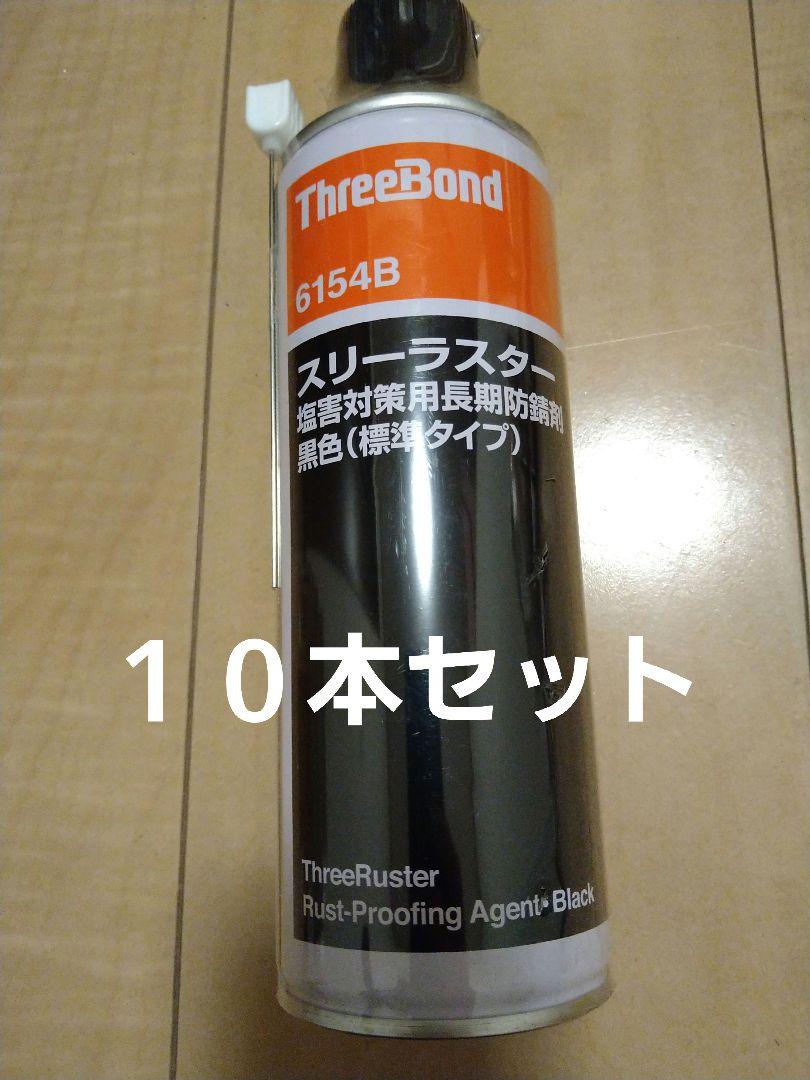 ThreeBond
6154B
スリーラスター
塩害対策用長期防錆剤
黒色(標準タイプ)
１０本セット
ThreeRuster
Rust-Proofing Agent・Black